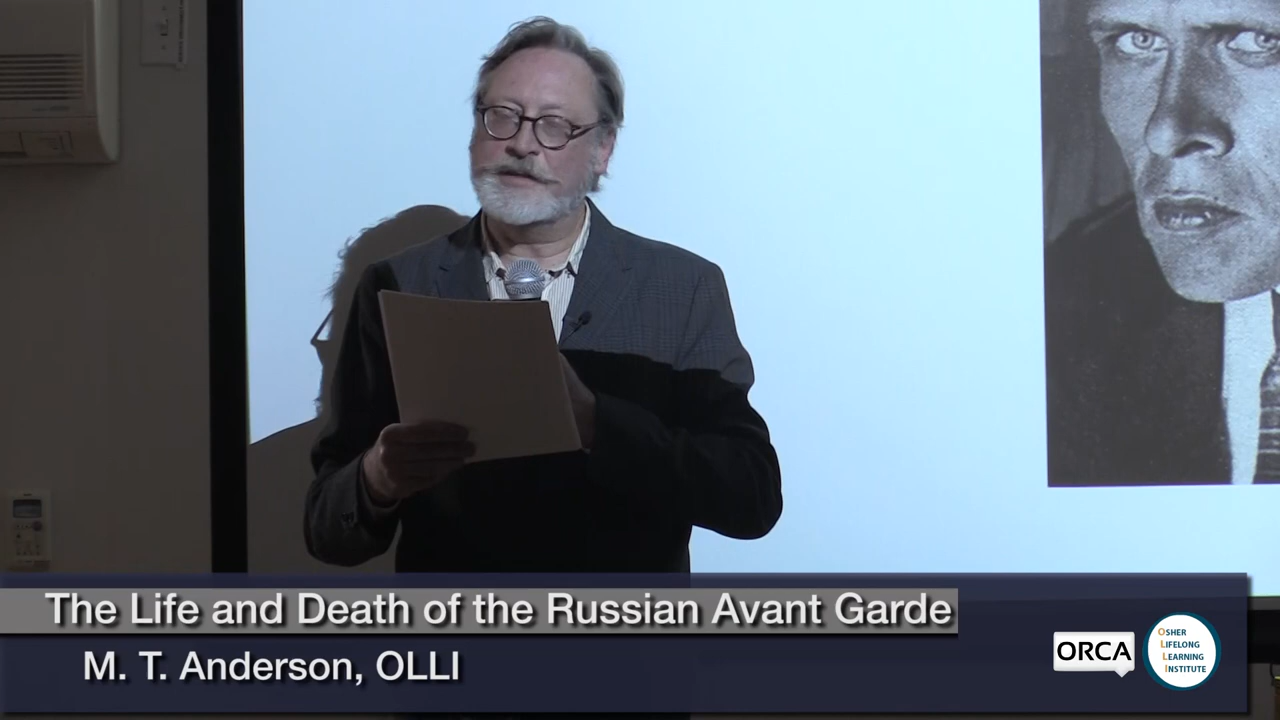 The Life and Death of the Russian Avant Garde
M. T. Anderson, OLLI
ORCA
OSHER
LIFELONG
LEARNING
INSTITUTE